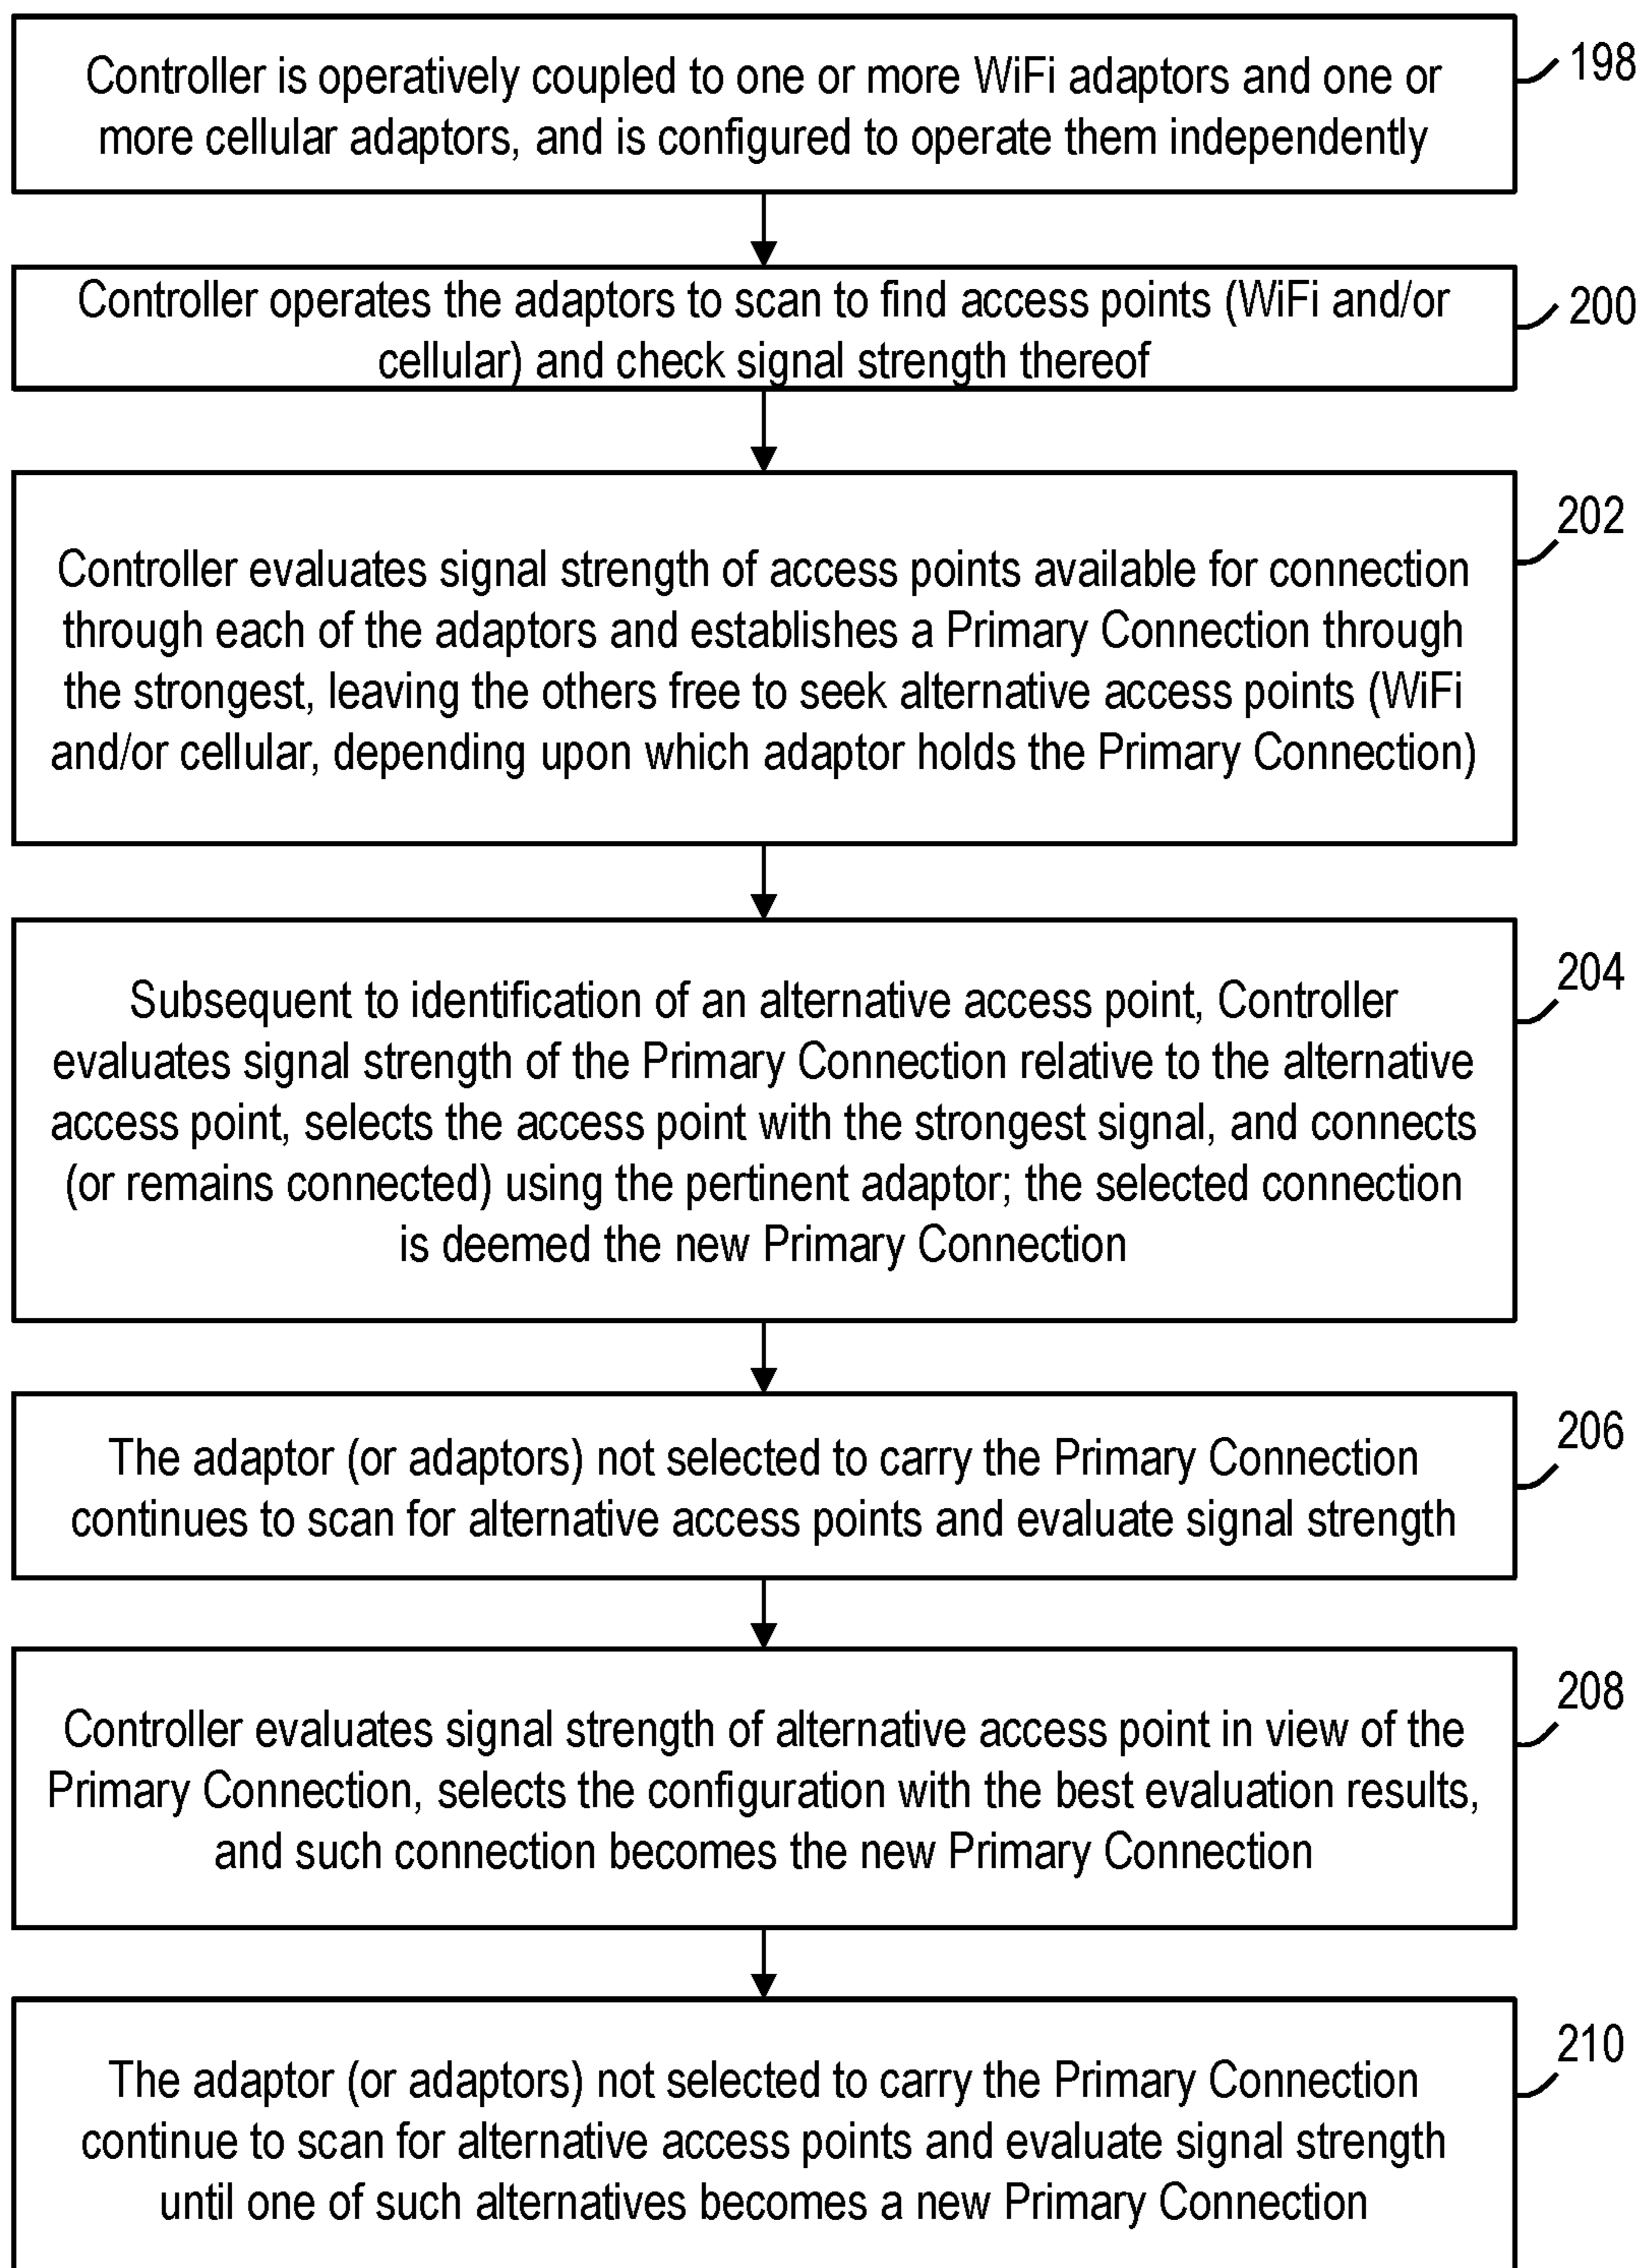 Controller is operatively coupled to one or more WiFi adaptors and one or
more cellular adaptors, and is configured to operate them independently
198
Controller operates the adaptors to scan to find access points (WiFi and/or
cellular) and check signal strength thereof
200
Controller evaluates signal strength of access points available for connection
through each of the adaptors and establishes a Primary Connection through
the strongest, leaving the others free to seek alternative access points (WiFi
and/or cellular, depending upon which adaptor holds the Primary Connection)
202
Subsequent to identification of an alternative access point, Controller
evaluates signal strength of the Primary Connection relative to the alternative
access point, selects the access point with the strongest signal, and connects
(or remains connected) using the pertinent adaptor; the selected connection
is deemed the new Primary Connection
204
The adaptor (or adaptors) not selected to carry the Primary Connection
continues to scan for alternative access points and evaluate signal strength
206
Controller evaluates signal strength of alternative access point in view of the
Primary Connection, selects the configuration with the best evaluation results,
and such connection becomes the new Primary Connection
208
The adaptor (or adaptors) not selected to carry the Primary Connection
continue to scan for alternative access points and evaluate signal strength
until one of such alternatives becomes a new Primary Connection
210